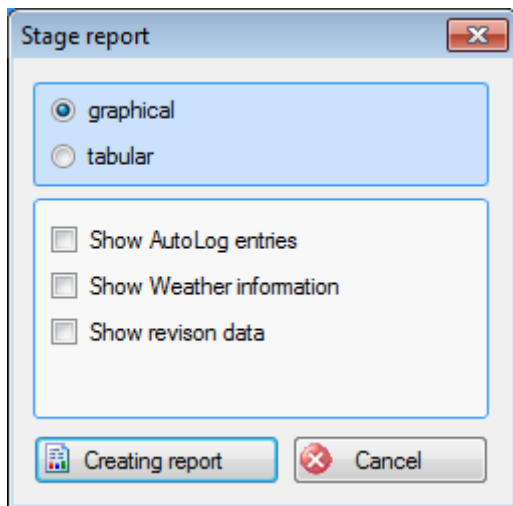 Stage report
graphical
tabular
Show AutoLog entries
Show Weather information
Show revison data
Creating report
Cancel